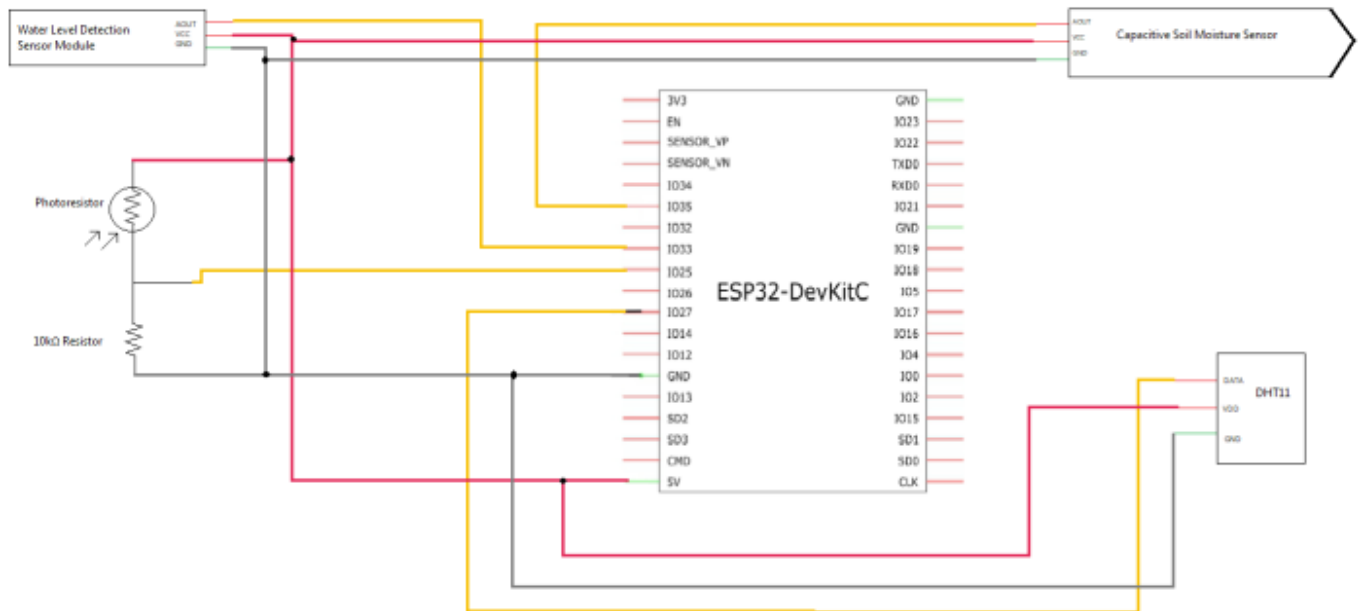 Water Level Detection
Sensor Module
AOUT
VCC
GND
AOUT
VCC
GND
Capacitive Soil Moisture Sensor
Photoresistor
10kΩ Resistor
3V3
EN
SENSOR_VP
SENSOR_VN
IO34
IO35
IO32
IO33
IO25
IO26
IO27
IO14
IO12
GND
IO13
SD2
SD3
CMD
5V
ESP32-DevKitC
GND
IO23
IO22
TXD0
RXD0
IO21
GND
IO19
IO18
IO5
IO17
IO16
IO4
IO0
IO2
IO15
SD1
SD0
CLK
DATA
VDD
GND
DHT11